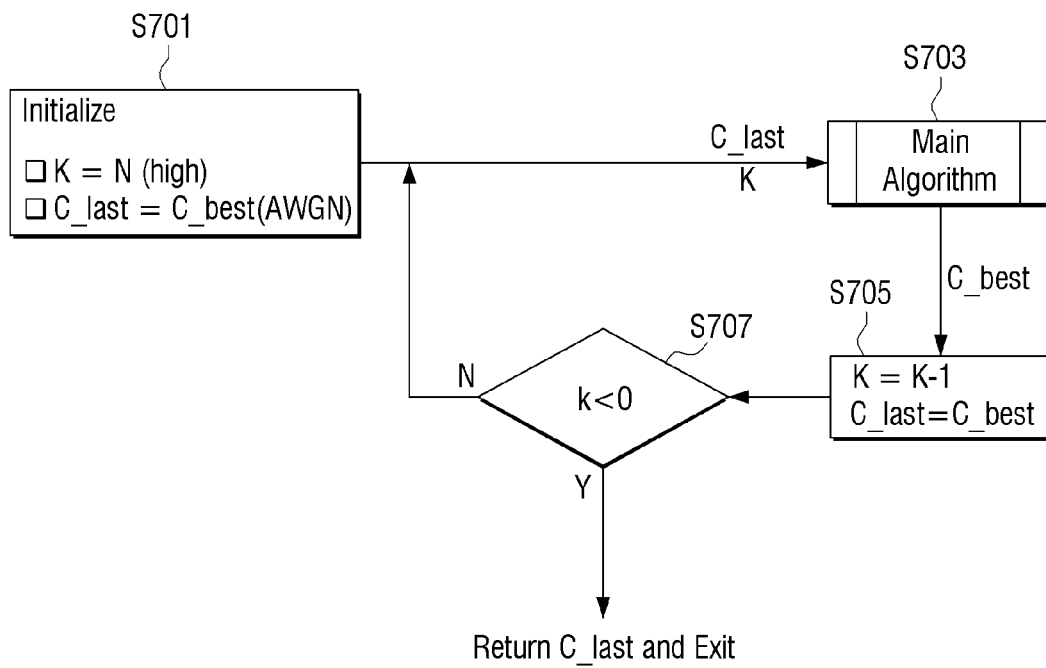 S701
Initialize
☐ K = N (high)
☐ C_last = C_best(AWGN)
C_last
K
S703
Main
Algorithm
C_best
S705
K = K-1
C_last=C_best
S707
k<0
N
Y
Return C_last and Exit